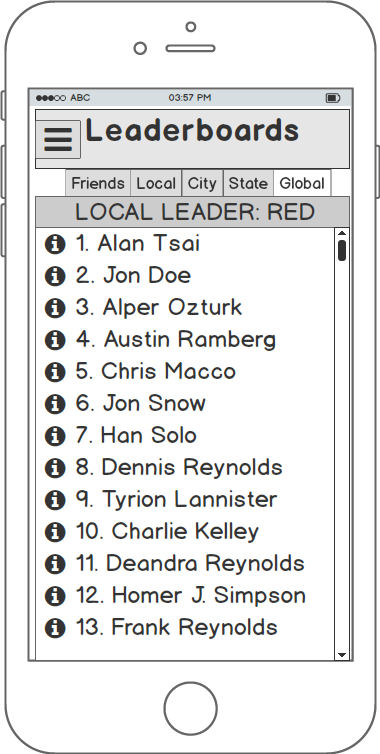 ABC 03:57 PM
Leaderboards
Friends Local City State Global
LOCAL LEADER: RED
1. Alan Tsai
2. Jon Doe
3. Alper Ozturk
4. Austin Ramberg
5. Chris Macco
6. Jon Snow
7. Han Solo
8. Dennis Reynolds
9. Tyrion Lannister
10. Charlie Kelley
11. Deandra Reynolds
12. Homer J. Simpson
13. Frank Reynolds